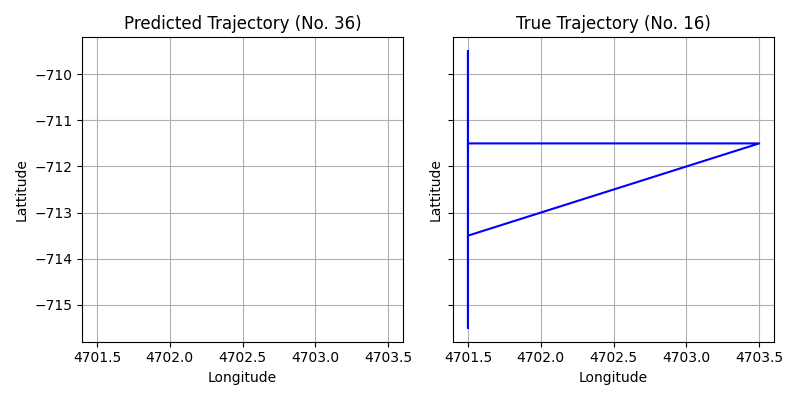 Predicted Trajectory (No. 36)
True Trajectory (No. 16)
−710
−711
−712
−713
−714
−715
Lattitude
Lattitude
4701.5 4702.0 4702.5 4703.0 4703.5
4701.5 4702.0 4702.5 4703.0 4703.5
Longitude
Longitude